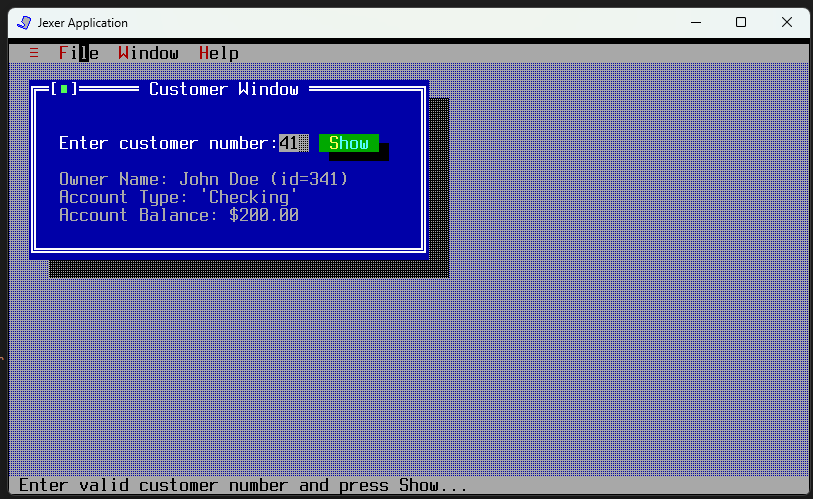 Jexer Application
≡ File Window Help
Customer Window
Enter customer number:41 Show
Owner Name: John Doe (id=341)
Account Type: 'Checking'
Account Balance: $200.00
Enter valid customer number and press Show...